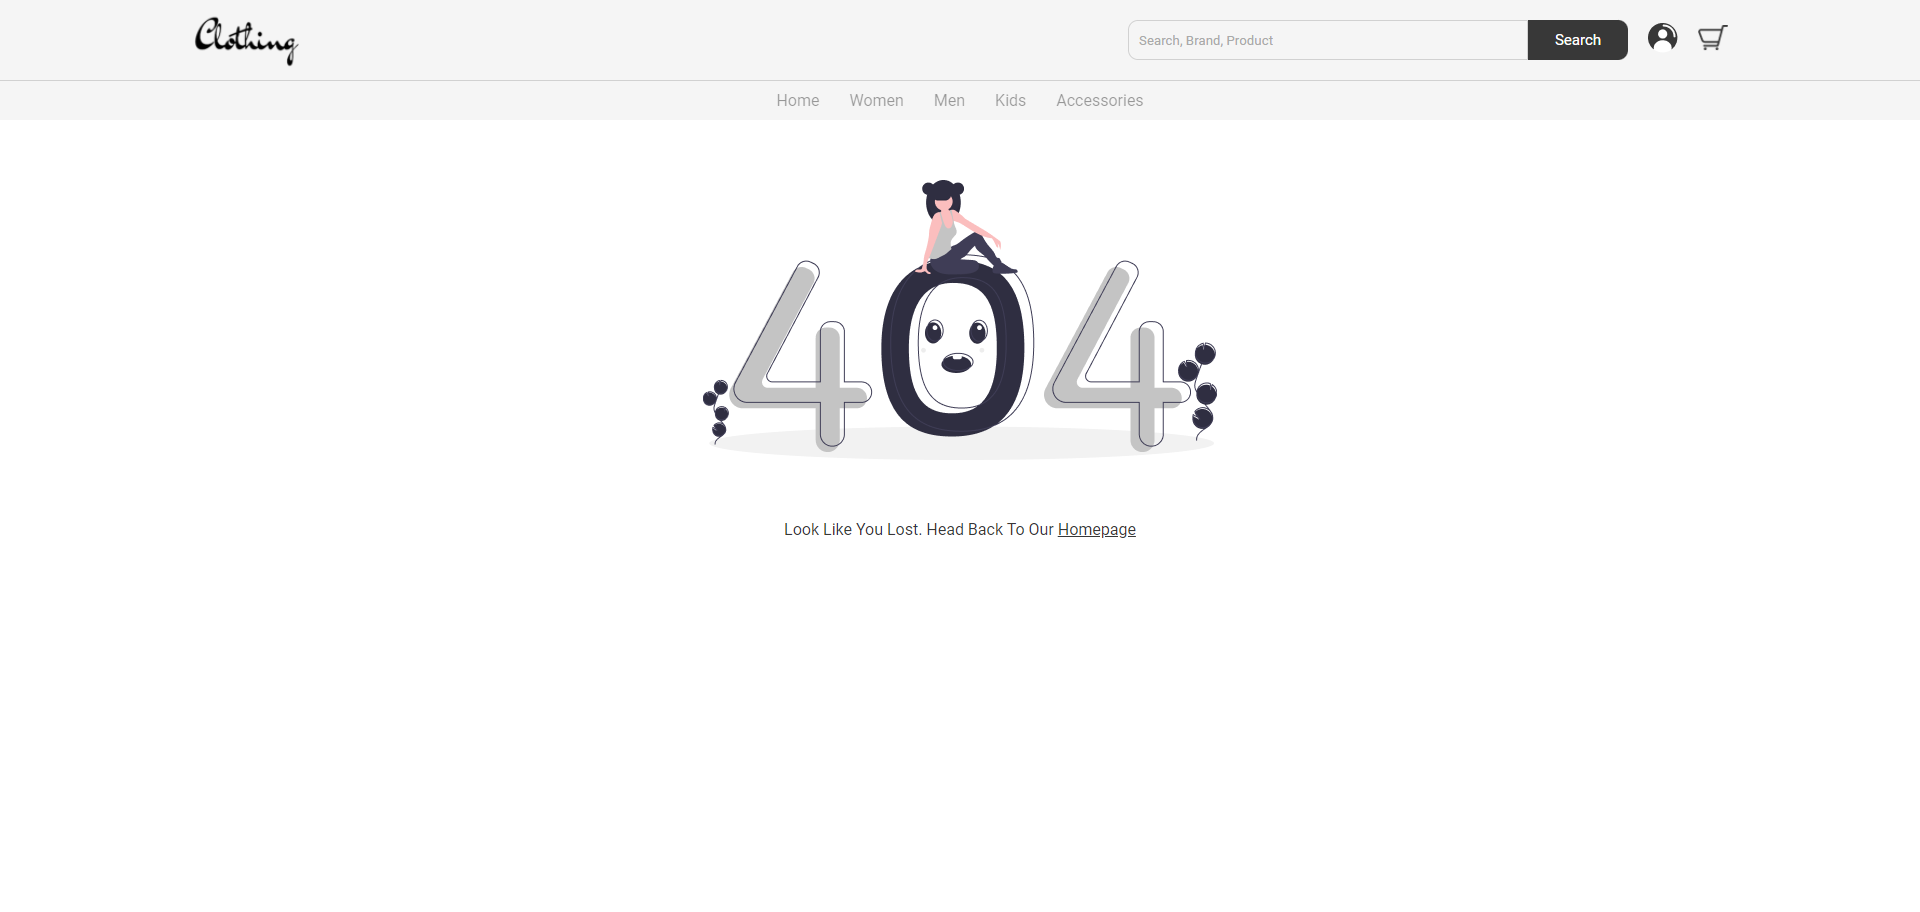 Clothing
Search, Brand, Product
Search
Home Women Men Kids Accessories
404
Look Like You Lost. Head Back To Our Homepage